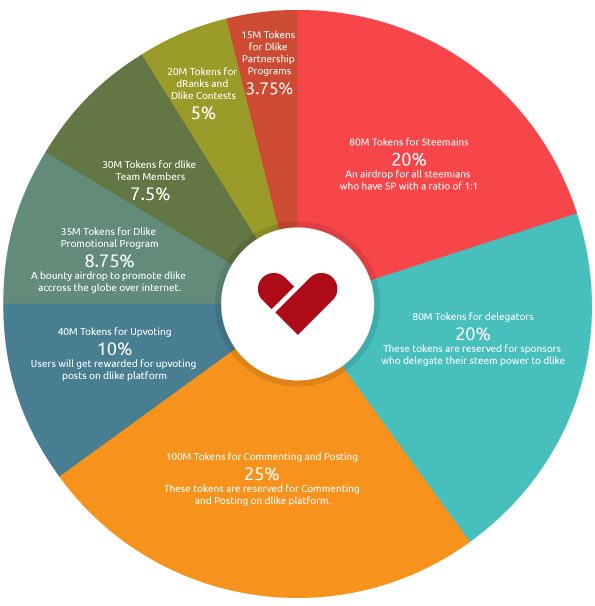 15M Tokens
for Dlike
Partnership
Programs
3.75%
20M Tokens for
dRanks and
Dlike Contests
5%
80M Tokens for Steemains
20%
An airdrop for all steemians
who have SP with a ratio of 1:1
30M Tokens for dlike
Team Members
7.5%
35M Tokens for Dlike
Promotional Program
8.75%
A bounty airdrop to promote dlike
accross the globe over internet.
80M Tokens for delegators
20%
These tokens are reserved for sponsors
who delegate their steem power to dlike
40M Tokens for Upvoting
10%
Users will get rewarded for upvoting
posts on dlike platform
100M Tokens for Commenting and Posting
25%
These tokens are reserved for Commenting
and Posting on dlike platform.